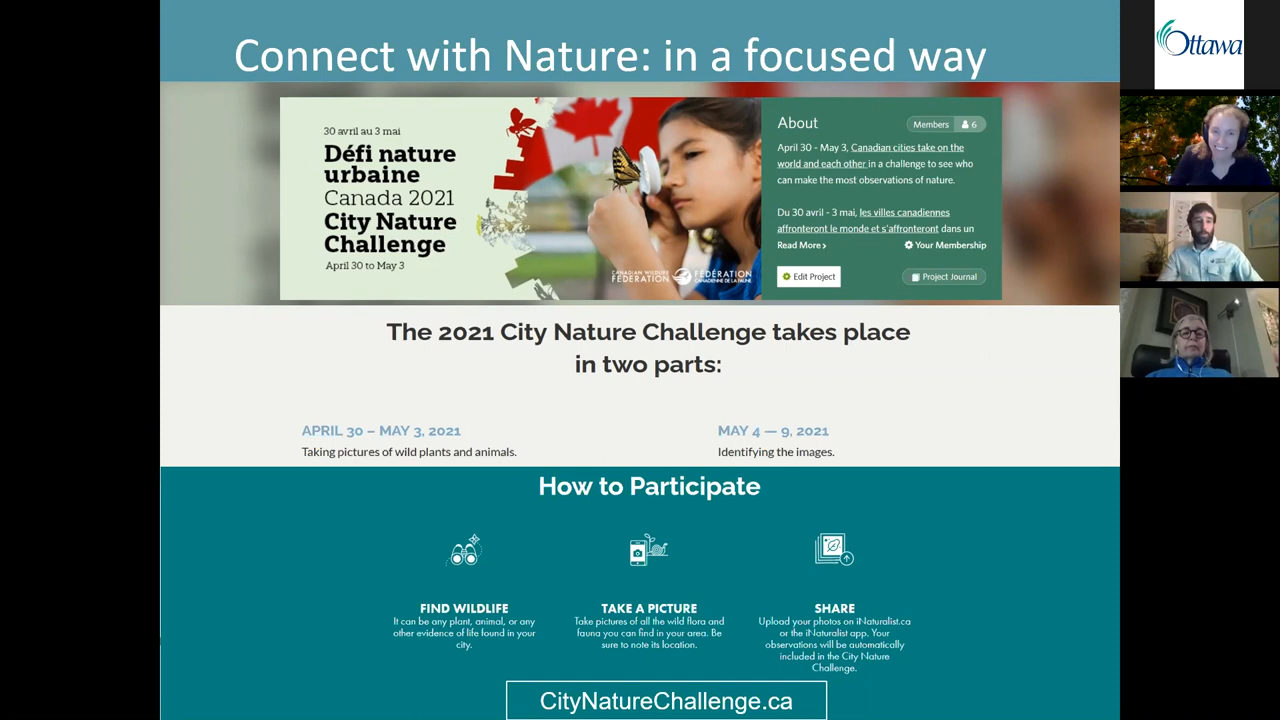 Connect with Nature: in a focused way
30 avril au 3 mai
Défi nature
urbaine
Canada 2021
City Nature
Challenge
April 30 to May 3
CANADIAN WILDLIFE
FEDERATION
FÉDÉRATION
CANADIENNE DE LA FAUNE
About
Members 6
April 30 - May 3, Canadian cities take on the
world and each other in a challenge to see who
can make the most observations of nature.
Du 30 avril - 3 mai, les villes canadiennes
affronteront le monde et s'affronteront dans un
Read More ›
Your Membership
Edit Project
Project Journal
Ottawa
The 2021 City Nature Challenge takes place
in two parts:
APRIL 30 – MAY 3, 2021
Taking pictures of wild plants and animals.
MAY 4 — 9, 2021
Identifying the images.
How to Participate
FIND WILDLIFE
It can be any plant, animal, or any
other evidence of life found in your
city.
TAKE A PICTURE
Take pictures of all the wild flora and
fauna you can find in your area. Be
sure to note its location.
SHARE
Upload your photos on iNaturalist.ca
or the iNaturalist app. Your
observations will be automatically
included in the City Nature
Challenge.
CityNatureChallenge.ca